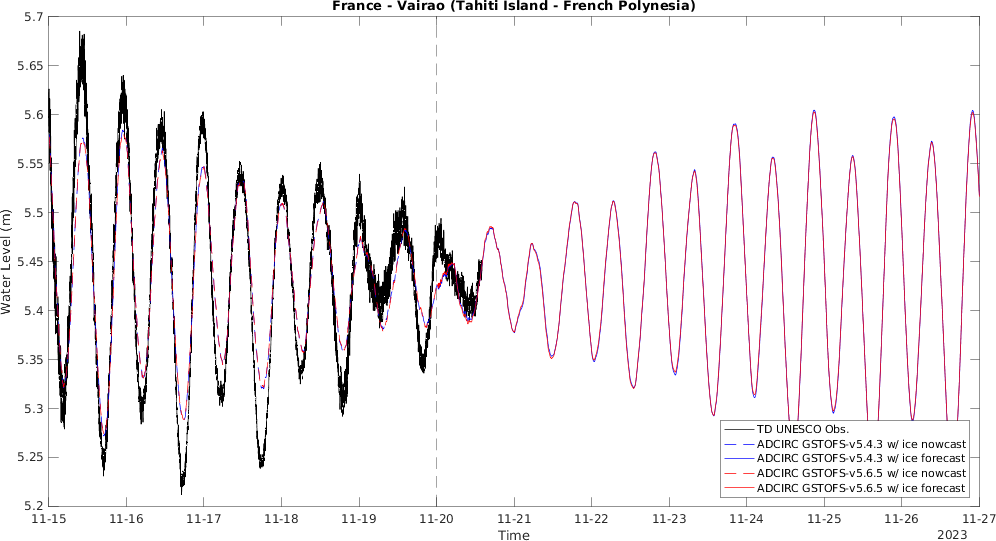 France - Vairao (Tahiti Island - French Polynesia)
5.7
5.65
5.6
5.55
5.5
5.45
5.4
5.35
5.3
5.25
5.2
Water Level (m)
TD UNESCO Obs.
ADCIRC GSTOFS-v5.4.3 w/ ice nowcast
ADCIRC GSTOFS-v5.4.3 w/ ice forecast
ADCIRC GSTOFS-v5.6.5 w/ ice nowcast
ADCIRC GSTOFS-v5.6.5 w/ ice forecast
11-15 11-16 11-17 11-18 11-19 11-20 11-21 11-22 11-23 11-24 11-25 11-26 11-27
Time
2023